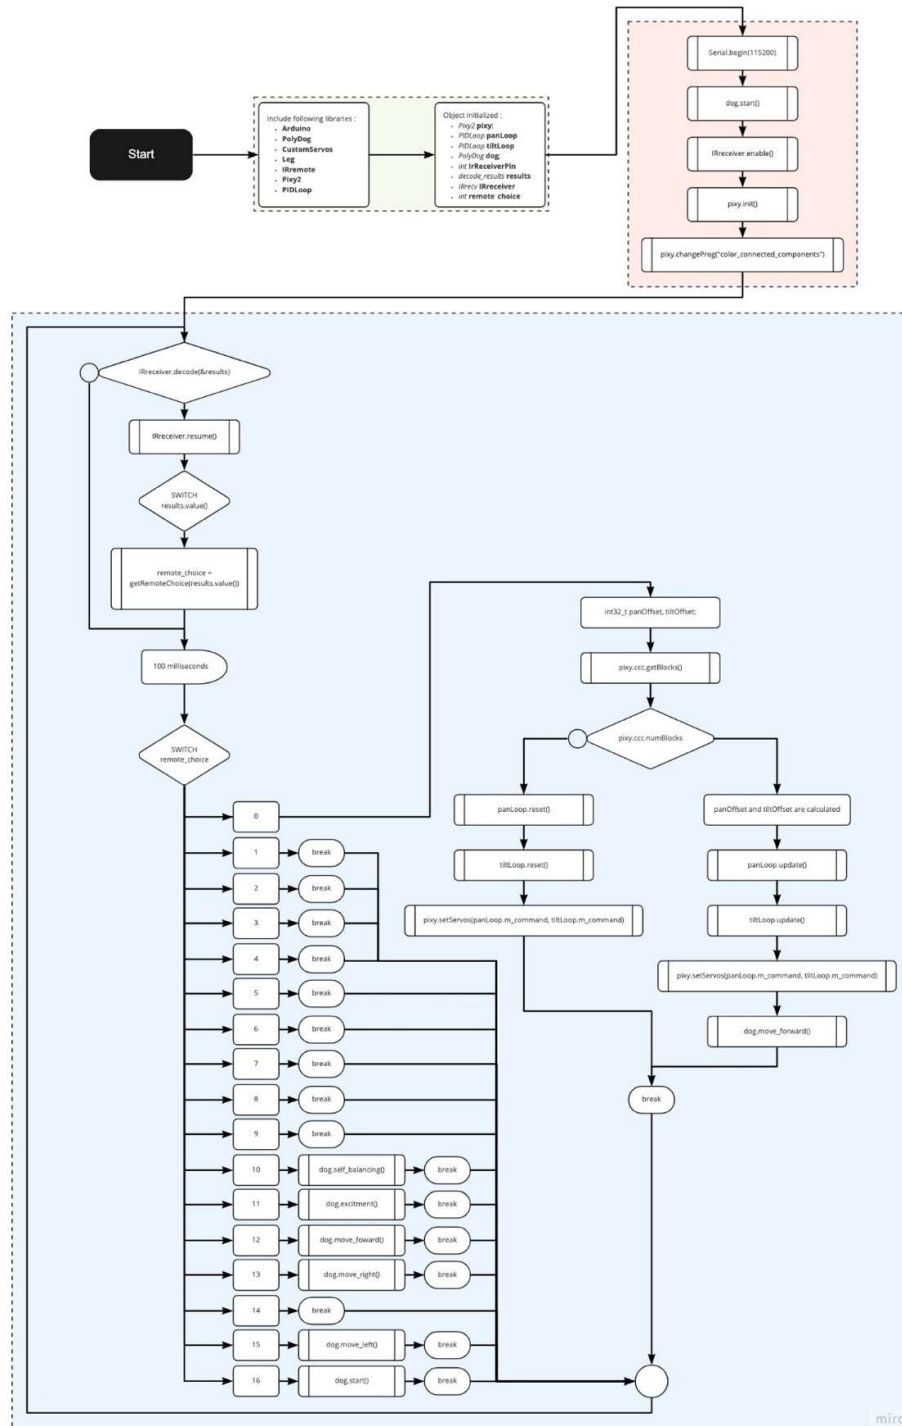 Start
Include following libraries :
• Arduino
• PolyDog
• CustomServos
• Leg
• IRremote
• Pixy2
• PIDLoop
Object initialized :
• Pixy2 pixy;
• PIDLoop panLoop
• PIDLoop tiltLoop
• PolyDog dog;
• int IrReceiverPin
• decode_results results
• iRrecv IRreceiver
• int remote choice
Serial.begin(115200)
dog.start()
IRreceiver.enable()
pixy.init()
pixy.changeProg("color_connected_components")
iRreceiver.decode(&results)
IRreceiver.resume()
SWITCH
results.value()
remote_choice =
getRemoteChoice(results.value())
100 milliseconds
SWITCH
remote_choice
0
int32_t panOffset, tiltOffset;
pixy.ccc.getBlocks()
pixy.ccc.numBlocks
panLoop.reset()
tiltLoop.reset()
pixy.setServos(panLoop.m_command, tiltLoop.m_command)
panOffset and tiltOffset are calculated
panLoop.update()
tiltLoop.update()
pixy.setServos(panLoop.m_command, tiltLoop.m_command)
dog.move_forward()
break
1 break
2 break
3 break
4 break
5 break
6 break
7 break
8 break
9 break
10 dog.self_balancing() break
11 dog.excitment() break
12 dog.move_foward() break
13 dog.move_right() break
14 break
15 dog.move_left() break
16 dog.start() break
miro